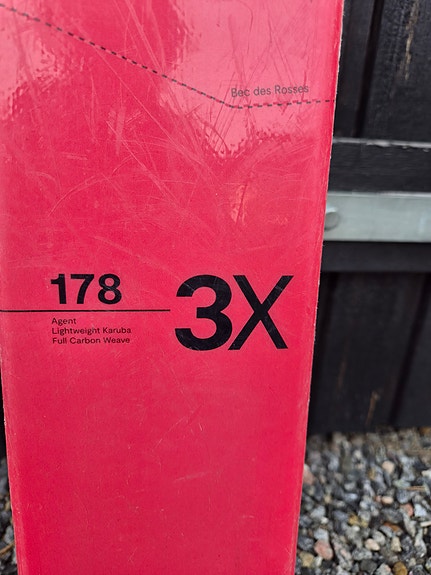 Bec des Rosses
178
3X
Agent
Lightweight Karuba
Full Carbon Weave